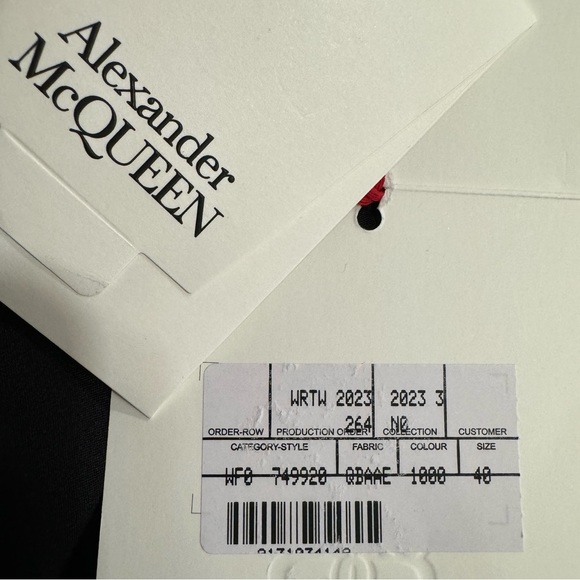 Alexander
McQUEEN
WRTW 2023 2023 3
264 N0
ORDER-ROW PRODUCTION ORDER COLLECTION CUSTOMER
CATEGORY-STYLE FABRIC COLOUR SIZE
WF0 749920 QBAAE 1000 40